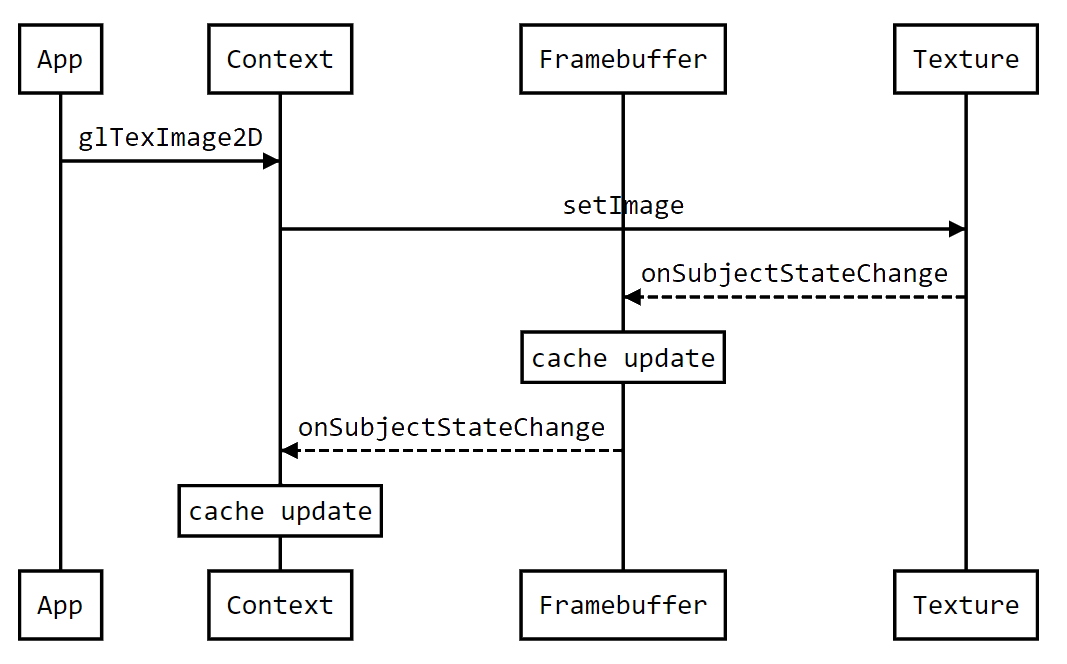 App Context Framebuffer Texture
glTexImage2D
setImage
onSubjectStateChange
cache update
onSubjectStateChange
cache update
App Context Framebuffer Texture